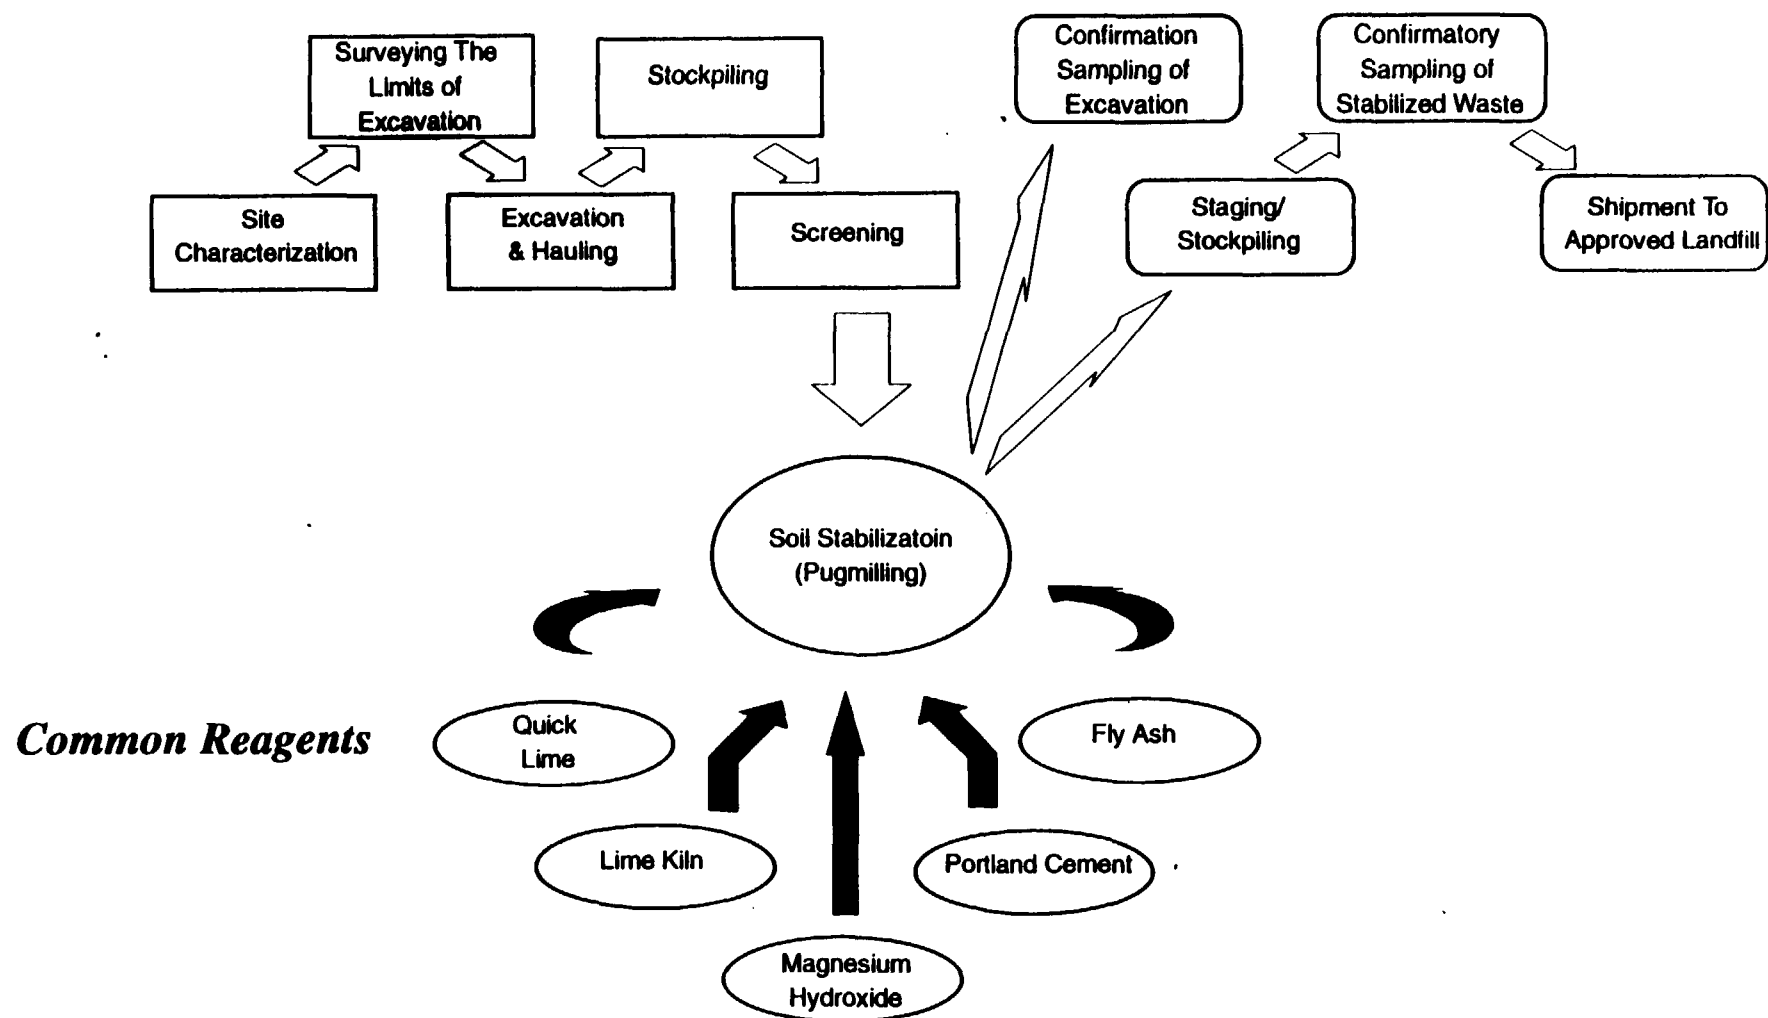 Surveying The
Limits of
Excavation
Stockpiling
Confirmation
Sampling of
Excavation
Confirmatory
Sampling of
Stabilized Waste
Site
Characterization
Excavation
& Hauling
Screening
Staging/
Stockpiling
Shipment To
Approved Landfill
Soil Stabilizatoin
(Pugmilling)
Common Reagents
Quick
Lime
Fly Ash
Lime Kiln
Portland Cement
Magnesium
Hydroxide